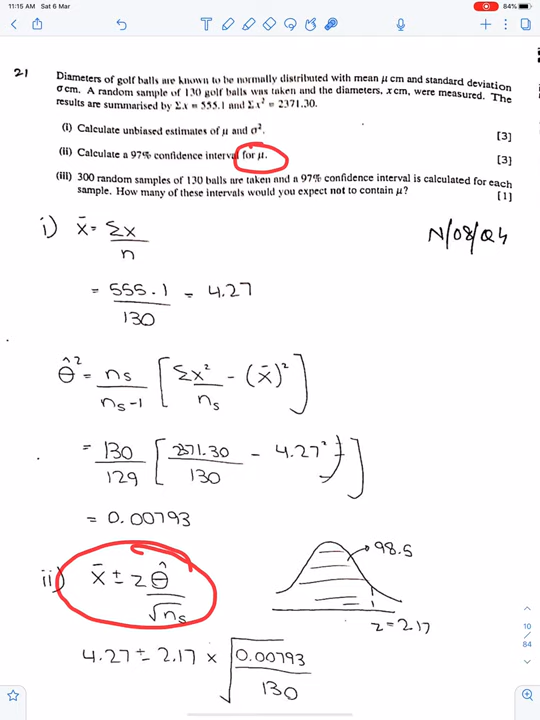 11:15 AM Sat 6 Mar
84%
21
Diameters of golf balls are known to be normally distributed with mean μ cm and standard deviation
σ cm. A random sample of 130 golf balls was taken and the diameters, x cm, were measured. The
results are summarised by Σx = 555.1 and Σx² = 2371.30.
(i) Calculate unbiased estimates of μ and σ². [3]
(ii) Calculate a 97% confidence interval for μ. [3]
(iii) 300 random samples of 130 balls are taken and a 97% confidence interval is calculated for each
sample. How many of these intervals would you expect not to contain μ? [1]
N/08/Q4
i) x̄ = Σx / n
= 555.1 / 130 = 4.27
θ̂² = nₛ / nₛ-1 [ Σx² / nₛ - (x̄)² ]
= 130 / 129 [ 2371.30 / 130 - 4.27² ) ]
= 0.00793
ii) x̄ ± z θ̂ / √nₛ
98.5
z = 2.17
4.27 ± 2.17 × √ 0.00793 / 130
10
/
84